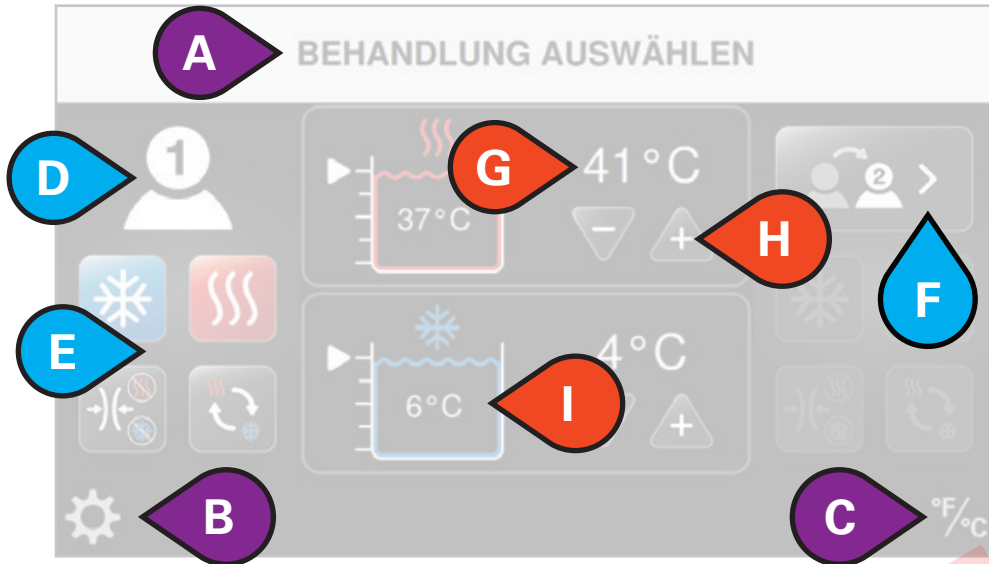 A
BEHANDLUNG AUSWÄHLEN
D
1
G
41°C
37°C
−
+
H
2
F
E
4°C
6°C
I
+
B
C
°F/°C